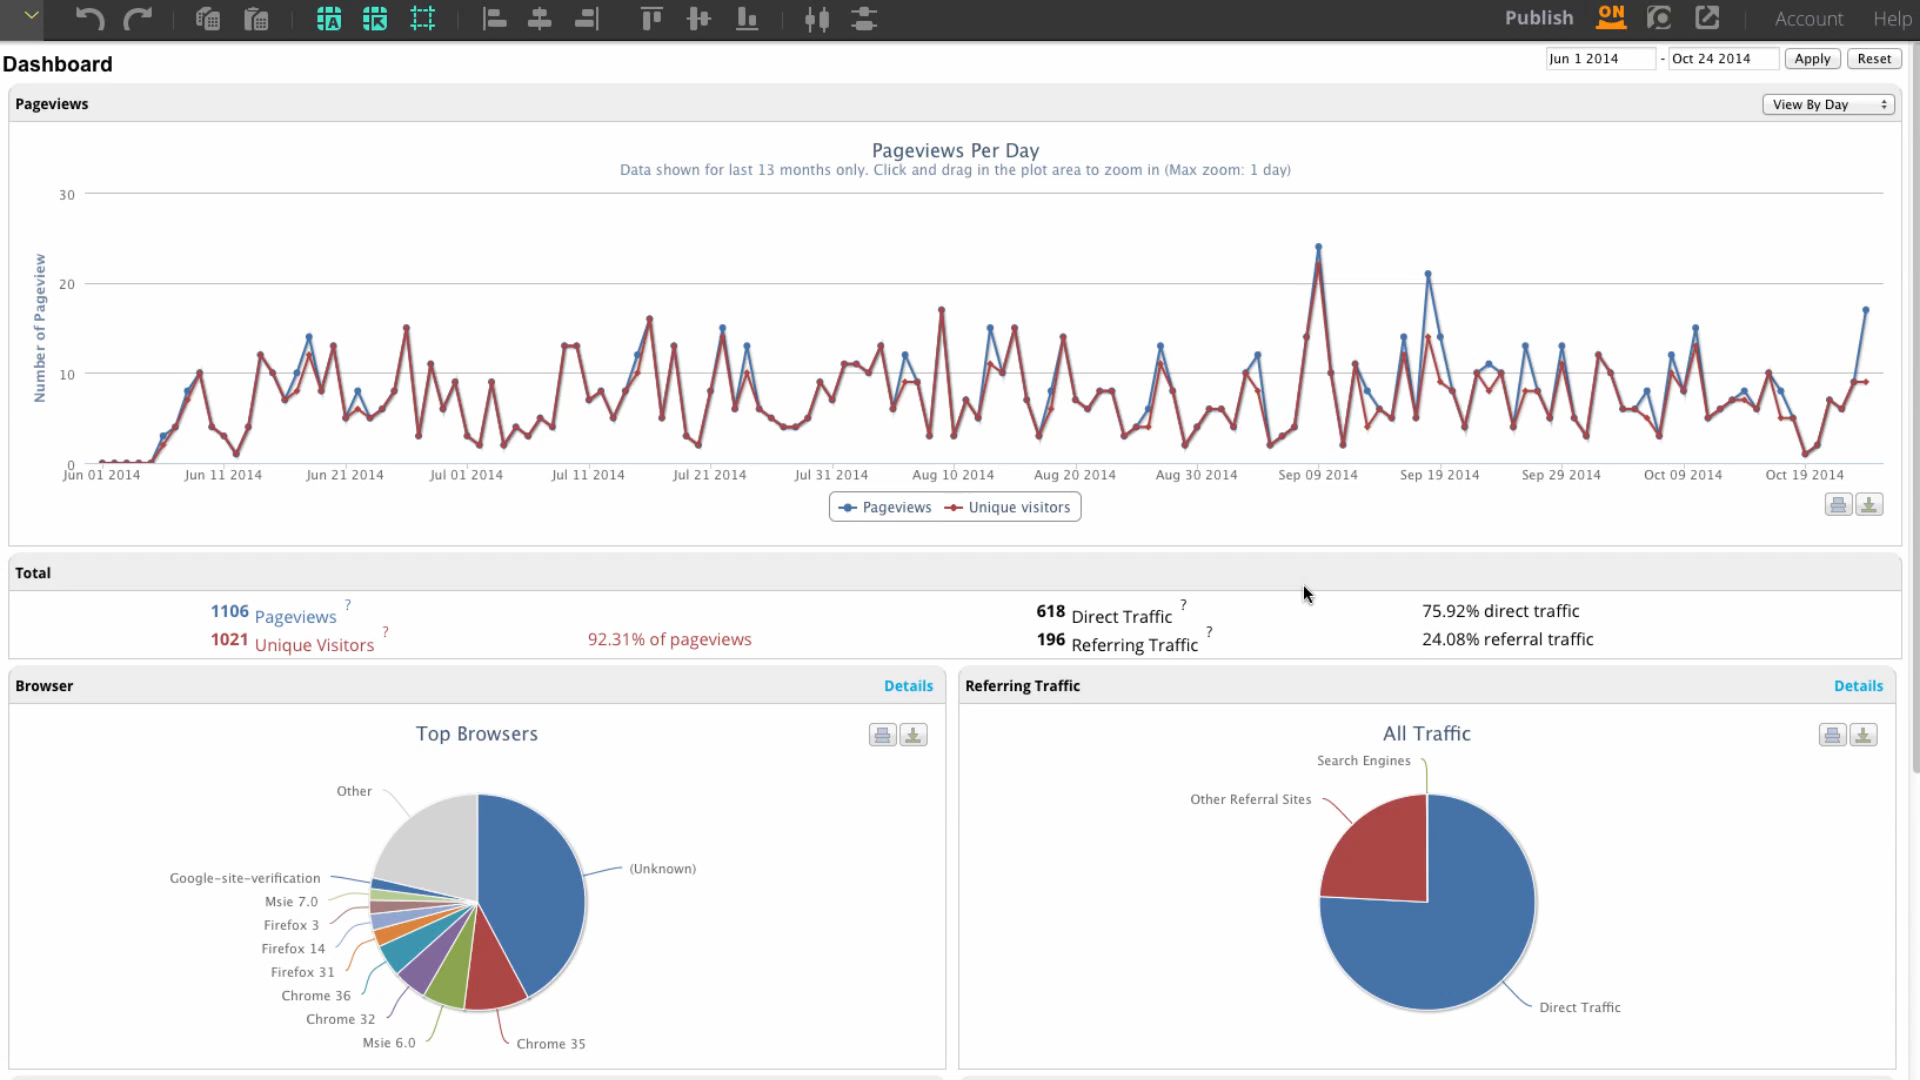 Publish ON Account Help
Dashboard
Jun 1 2014 - Oct 24 2014 Apply Reset
Pageviews
View By Day
Pageviews Per Day
Data shown for last 13 months only. Click and drag in the plot area to zoom in (Max zoom: 1 day)
Number of Pageview
30
20
10
0
Jun 01 2014 Jun 11 2014 Jun 21 2014 Jul 01 2014 Jul 11 2014 Jul 21 2014 Jul 31 2014 Aug 10 2014 Aug 20 2014 Aug 30 2014 Sep 09 2014 Sep 19 2014 Sep 29 2014 Oct 09 2014 Oct 19 2014
Pageviews Unique visitors
Total
1106 Pageviews ? 618 Direct Traffic ? 75.92% direct traffic
1021 Unique Visitors ? 92.31% of pageviews 196 Referring Traffic ? 24.08% referral traffic
Browser Details
Top Browsers
Other
(Unknown)
Google-site-verification
Msie 7.0
Firefox 3
Firefox 14
Firefox 31
Chrome 36
Chrome 32
Msie 6.0
Chrome 35
Referring Traffic Details
All Traffic
Search Engines
Other Referral Sites
Direct Traffic